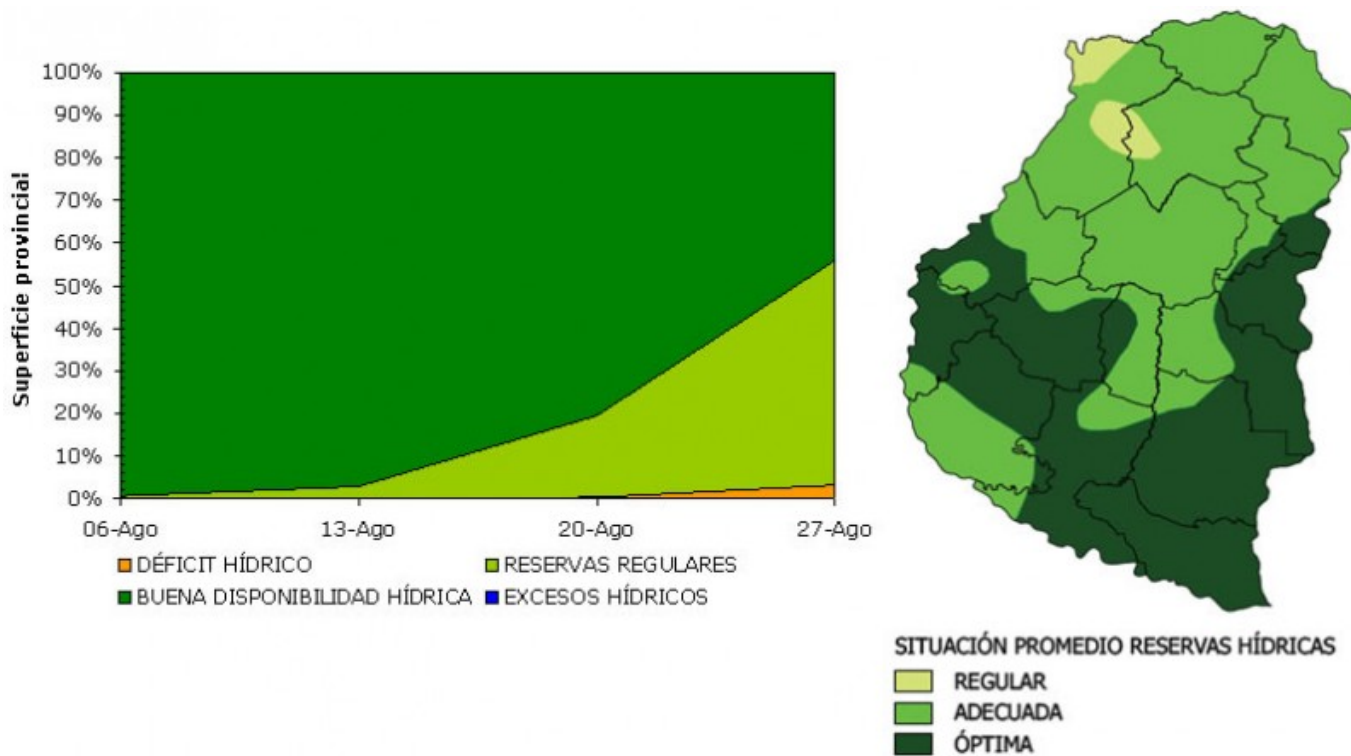 100%
90%
80%
70%
60%
50%
40%
30%
20%
10%
0%
Superficie provincial
06-Ago 13-Ago 20-Ago 27-Ago
DÉFICIT HÍDRICO RESERVAS REGULARES
BUENA DISPONIBILIDAD HÍDRICA EXCESOS HÍDRICOS
SITUACIÓN PROMEDIO RESERVAS HÍDRICAS
REGULAR
ADECUADA
ÓPTIMA